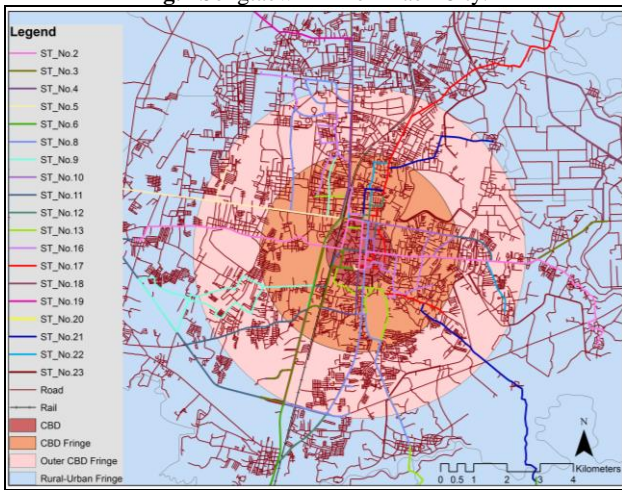 Legend
ST_No.2
ST_No.3
ST_No.4
ST_No.5
ST_No.6
ST_No.8
ST_No.9
ST_No.10
ST_No.11
ST_No.12
ST_No.13
ST_No.16
ST_No.17
ST_No.18
ST_No.19
ST_No.20
ST_No.21
ST_No.22
ST_No.23
Road
Rail
CBD
CBD Fringe
Outer CBD Fringe
Rural-Urban Fringe
N
Kilometers
0 0.5 1 2 3 4